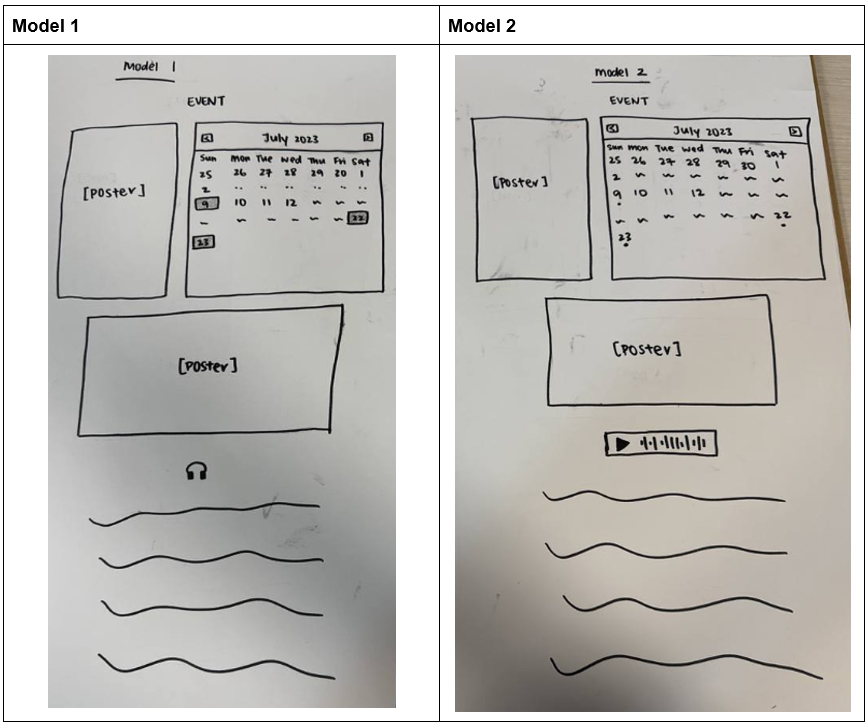 Model 1
Model 2
Model 1
EVENT
[Poster]
July 2023
Sun Mon Tue Wed Thu Fri Sat
25 26 27 28 29 30 1
2
9 10 11 12
22
23
[Poster]
Model 2
EVENT
[Poster]
July 2023
Sun Mon Tue Wed Thu Fri Sat
25 26 27 28 29 30 1
2
9 10 11 12
22
23
[Poster]